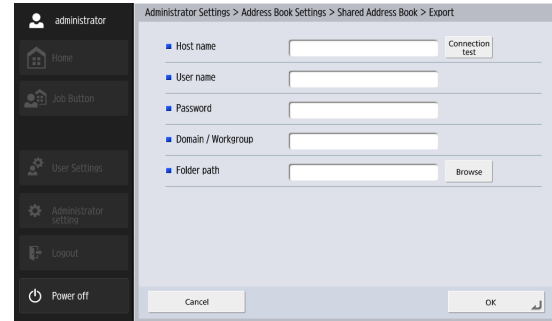 administrator
Home
Job Button
User Settings
Administrator
setting
Logout
Power off
Administrator Settings > Address Book Settings > Shared Address Book > Export
Host name
Connection
test
User name
Password
Domain / Workgroup
Folder path
Browse
Cancel
OK